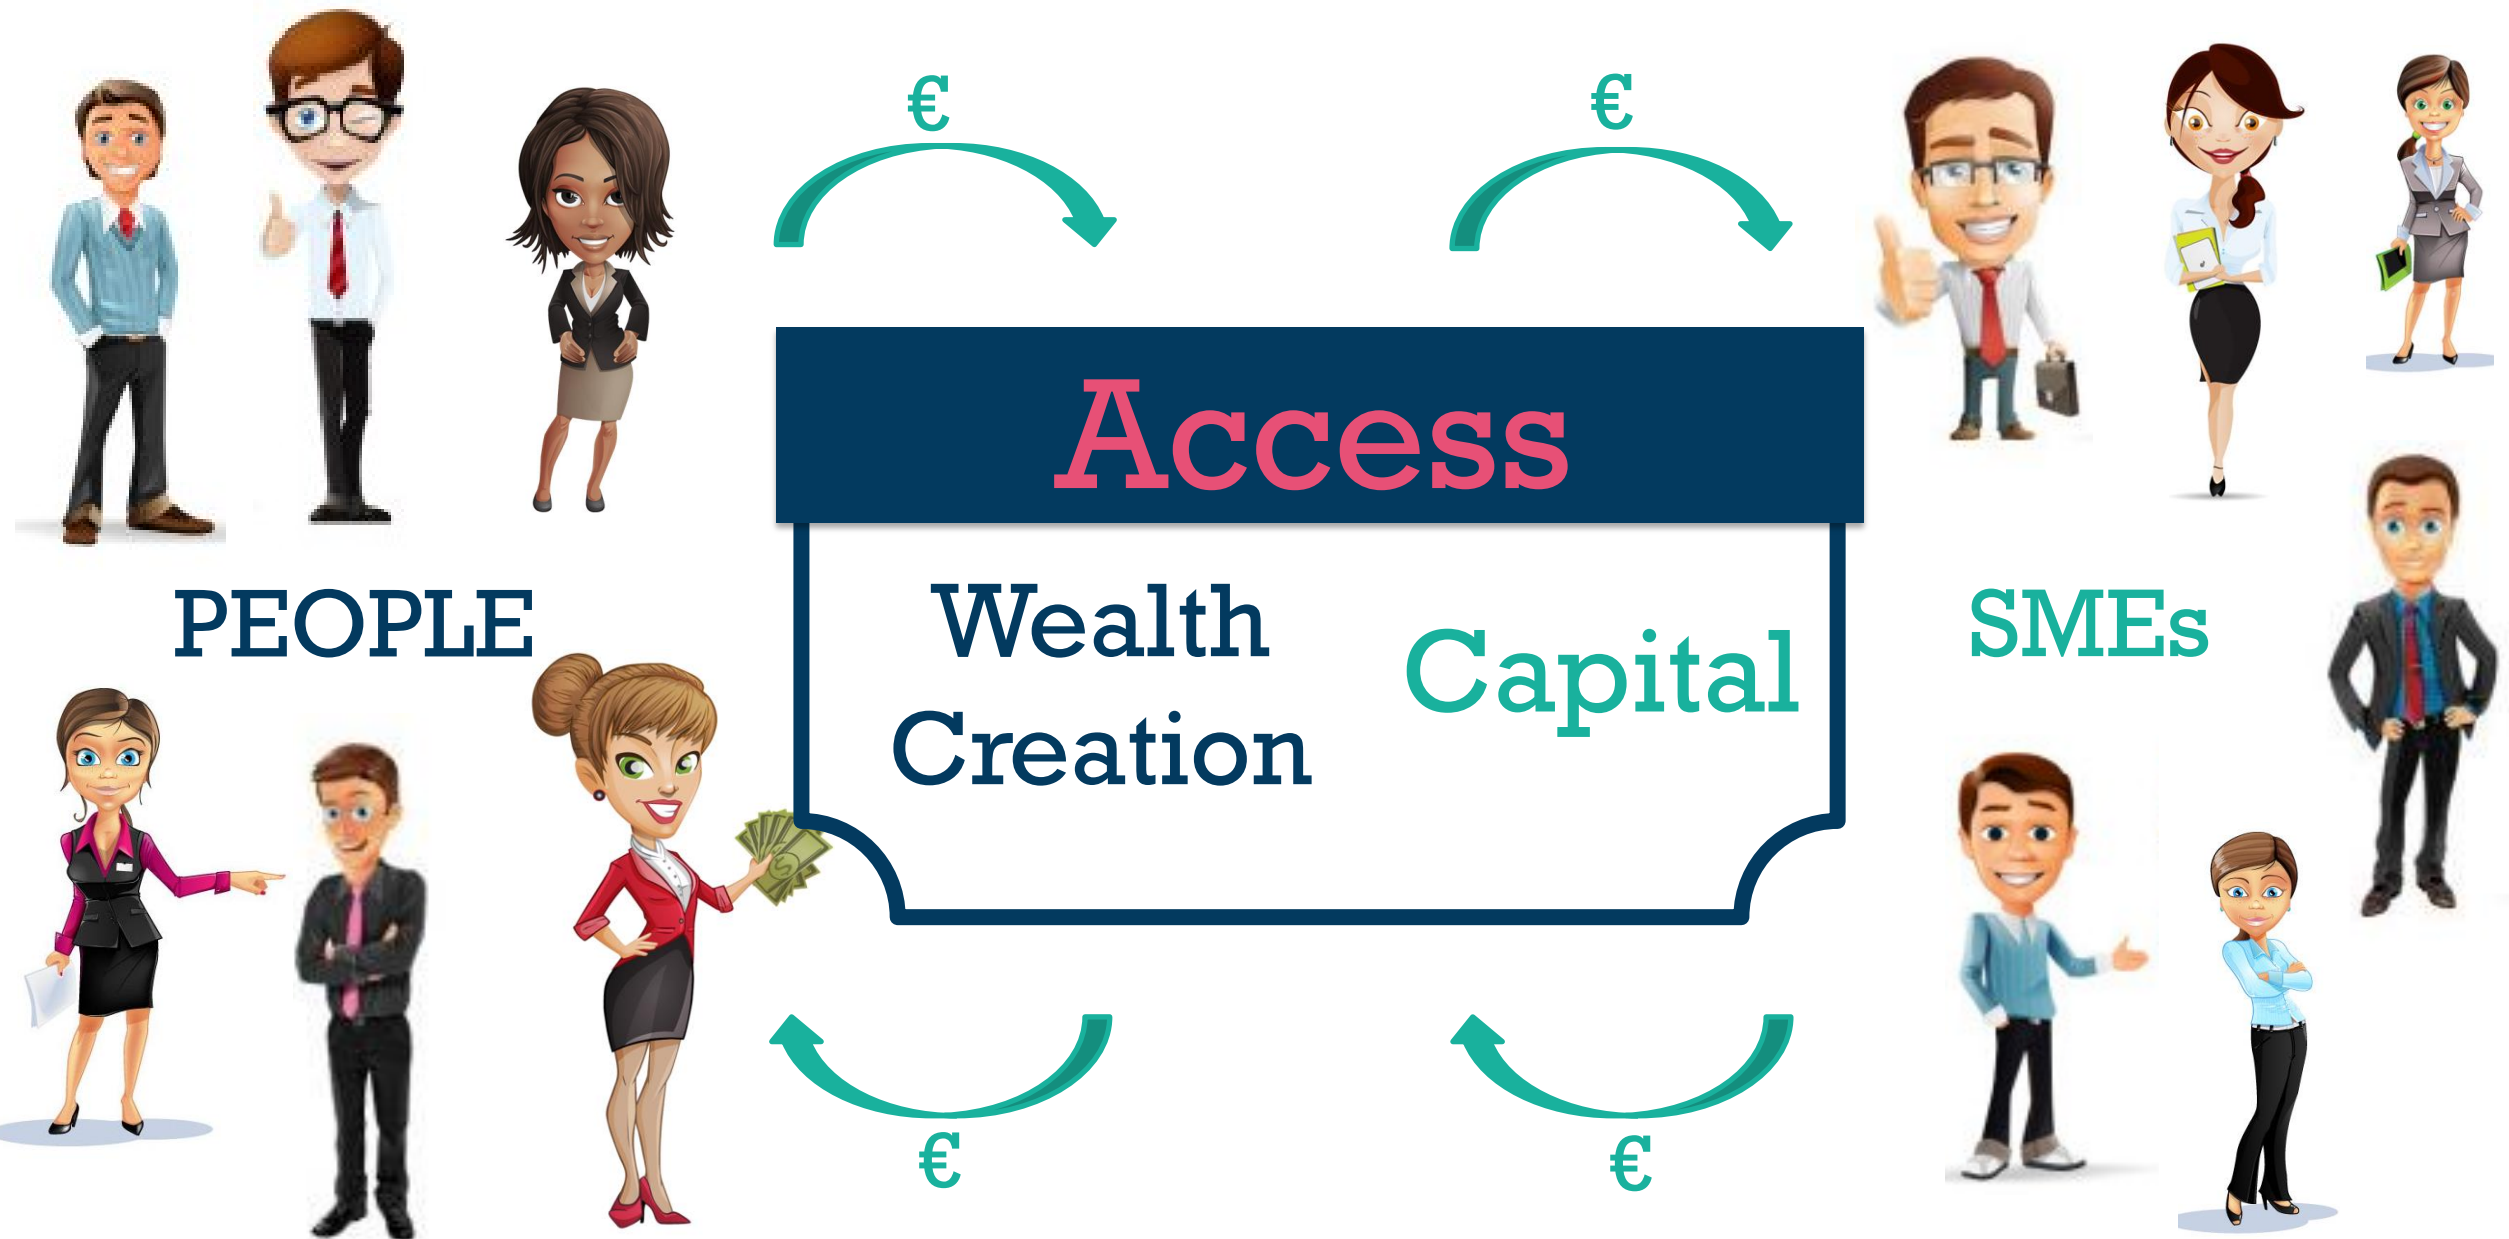 €
€
Access
PEOPLE
Wealth
Creation
Capital
SMEs
€
€